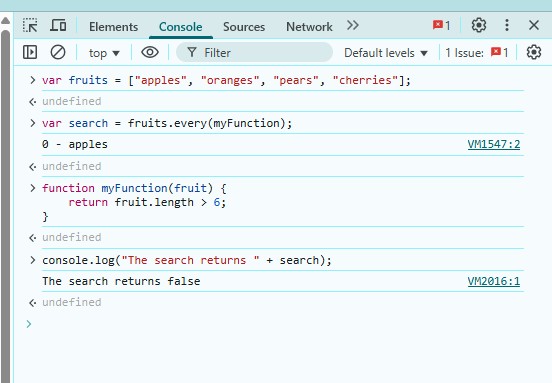 Elements Console Sources Network 1
top Filter Default levels 1 Issue: 1
var fruits = ["apples", "oranges", "pears", "cherries"];
undefined
var search = fruits.every(myFunction);
0 - apples VM1547:2
undefined
function myFunction(fruit) {
    return fruit.length > 6;
}
undefined
console.log("The search returns " + search);
The search returns false VM2016:1
undefined